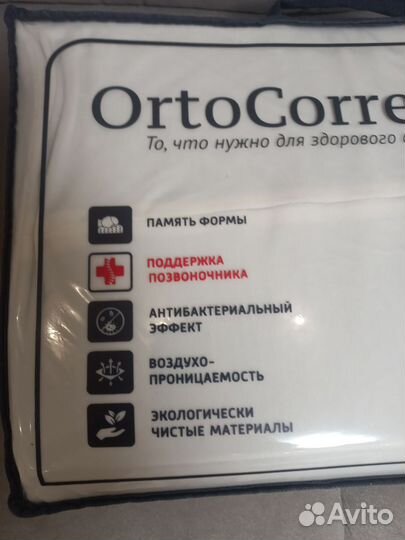 OrtoCorre
То, что нужно для здорового
ПАМЯТЬ ФОРМЫ
ПОДДЕРЖКА
ПОЗВОНОЧНИКА
АНТИБАКТЕРИАЛЬНЫЙ
ЭФФЕКТ
ВОЗДУХО-
ПРОНИЦАЕМОСТЬ
ЭКОЛОГИЧЕСКИ
ЧИСТЫЕ МАТЕРИАЛЫ
Avito